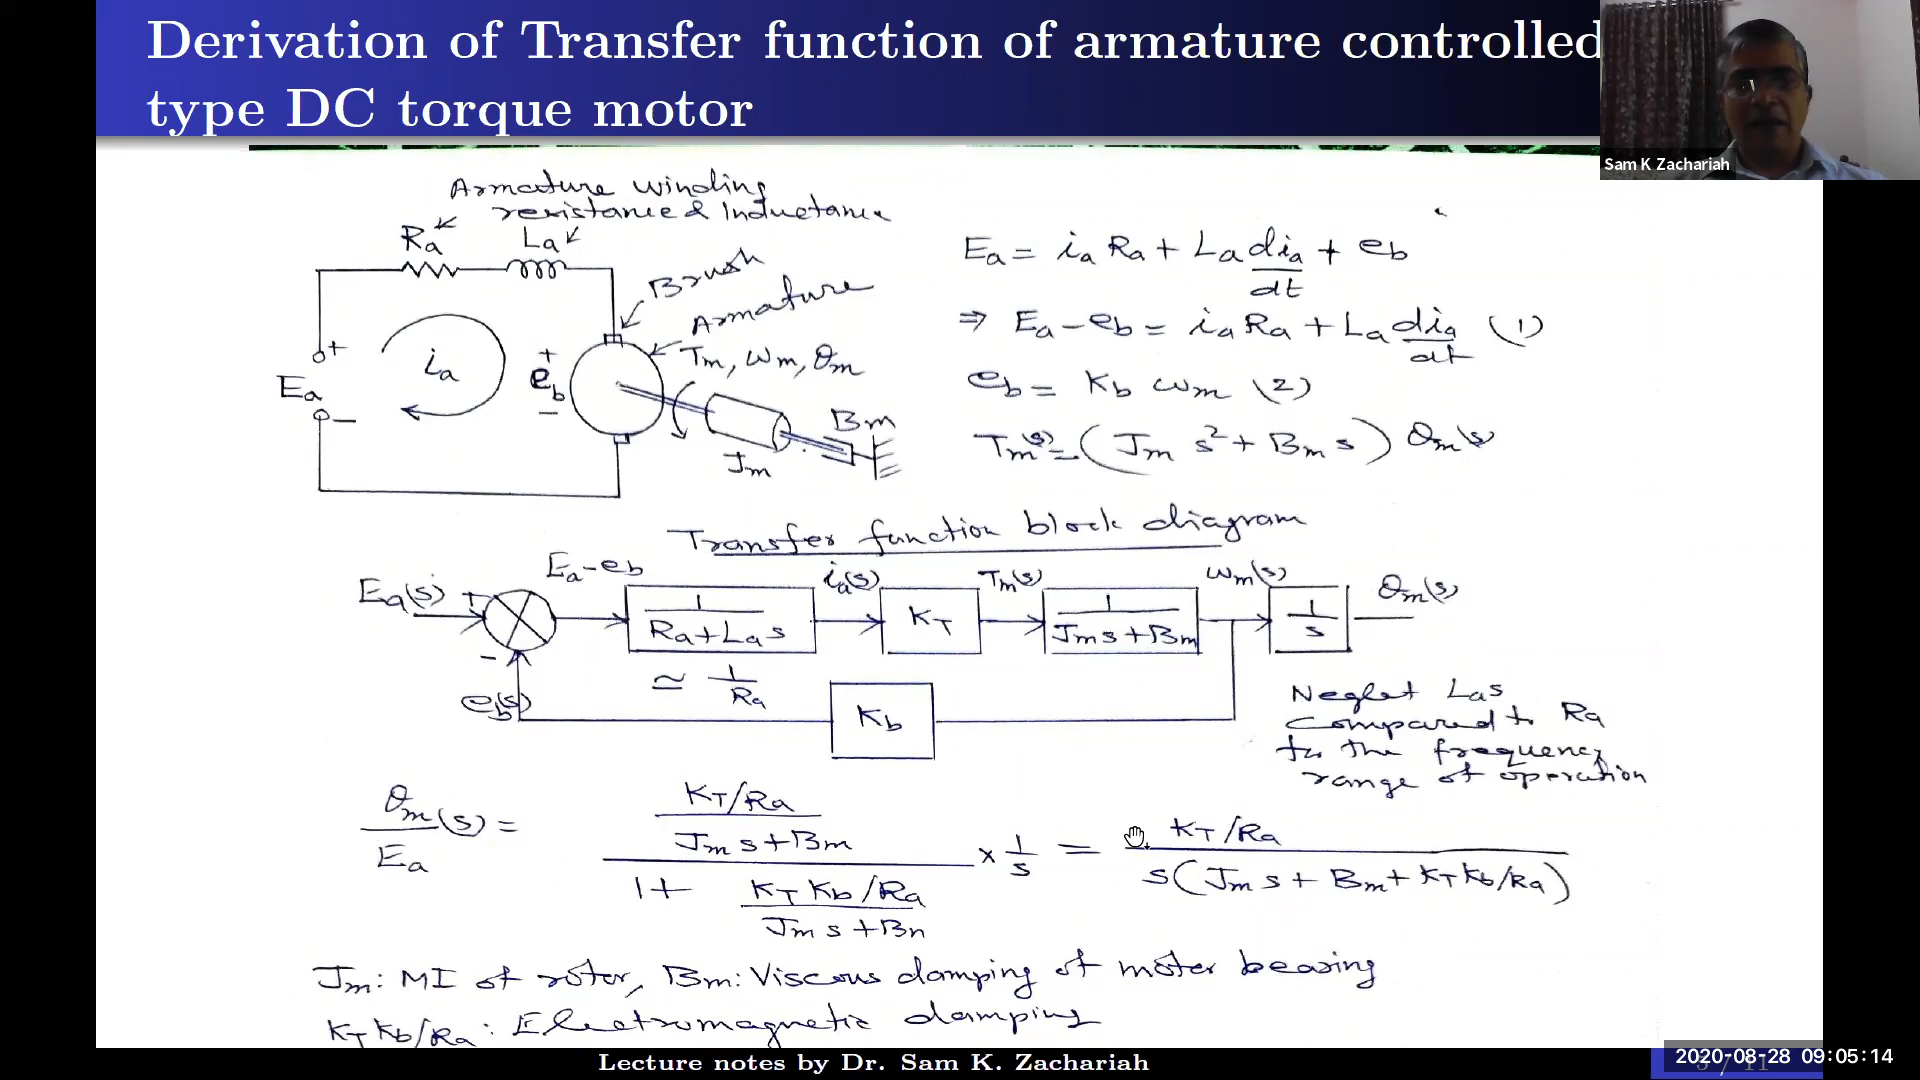 Derivation of Transfer function of armature controlled
type DC torque motor
Sam K Zachariah
Armature winding
resistance & Inductance
Ra
La
Brush
Armature
Tm, ωm, θm
Ea
+
−
ia
+
eb
−
Jm
Bm
Ea = ia Ra + La dia/dt + eb
⇒ Ea − eb = ia Ra + La dia/dt (1)
eb = Kb ωm (2)
Tm(s) = (Jm s² + Bm s) θm(s)
Transfer function block diagram
Ea(s) + −
Ea − eb
1/(Ra + La s)
≃ 1/Ra
ia(s)
KT
Tm(s)
1/(Jm s + Bm)
ωm(s)
1/s
θm(s)
eb(s)
Kb
Neglet Las
Compared to Ra
in the frequency
range of operation
θm/Ea (s) = ((KT/Ra)/(Jm s + Bm))/(1 + (KT Kb/Ra)/(Jm s + Bm)) × 1/s = (KT/Ra)/(s(Jm s + Bm + KT Kb/Ra))
Jm: MI of rotor, Bm: Viscous damping of motor bearing
KT Kb/Ra: Electromagnetic damping
Lecture notes by Dr. Sam K. Zachariah
2020-08-28 09:05:14